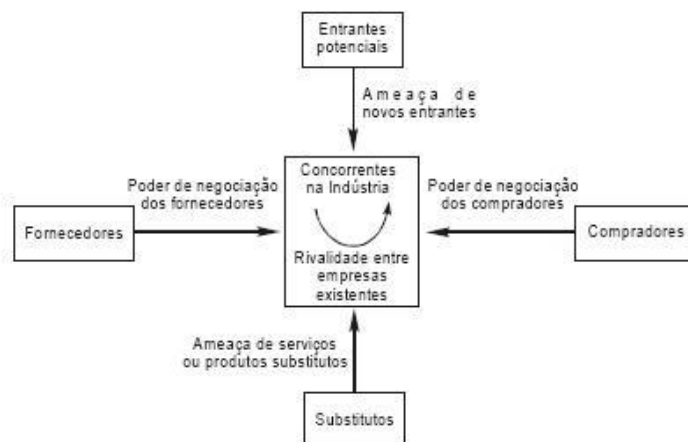 Entrantes
potenciais
Ameaça de
novos entrantes
Concorrentes
na Indústria
Poder de negociação
dos fornecedores
Poder de negociação
dos compradores
Fornecedores
Compradores
Rivalidade entre
empresas
existentes
Ameaça de serviços
ou produtos substitutos
Substitutos